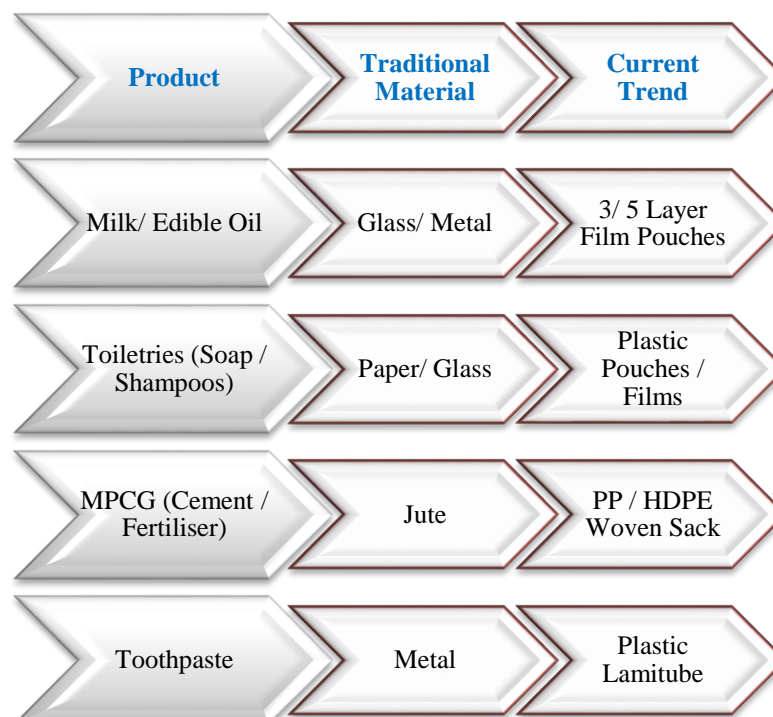 Product
Traditional
Material
Current
Trend
Milk/ Edible Oil
Glass/ Metal
3/ 5 Layer
Film Pouches
Toiletries (Soap /
Shampoos)
Paper/ Glass
Plastic
Pouches /
Films
MPCG (Cement /
Fertiliser)
Jute
PP / HDPE
Woven Sack
Toothpaste
Metal
Plastic
Lamitube